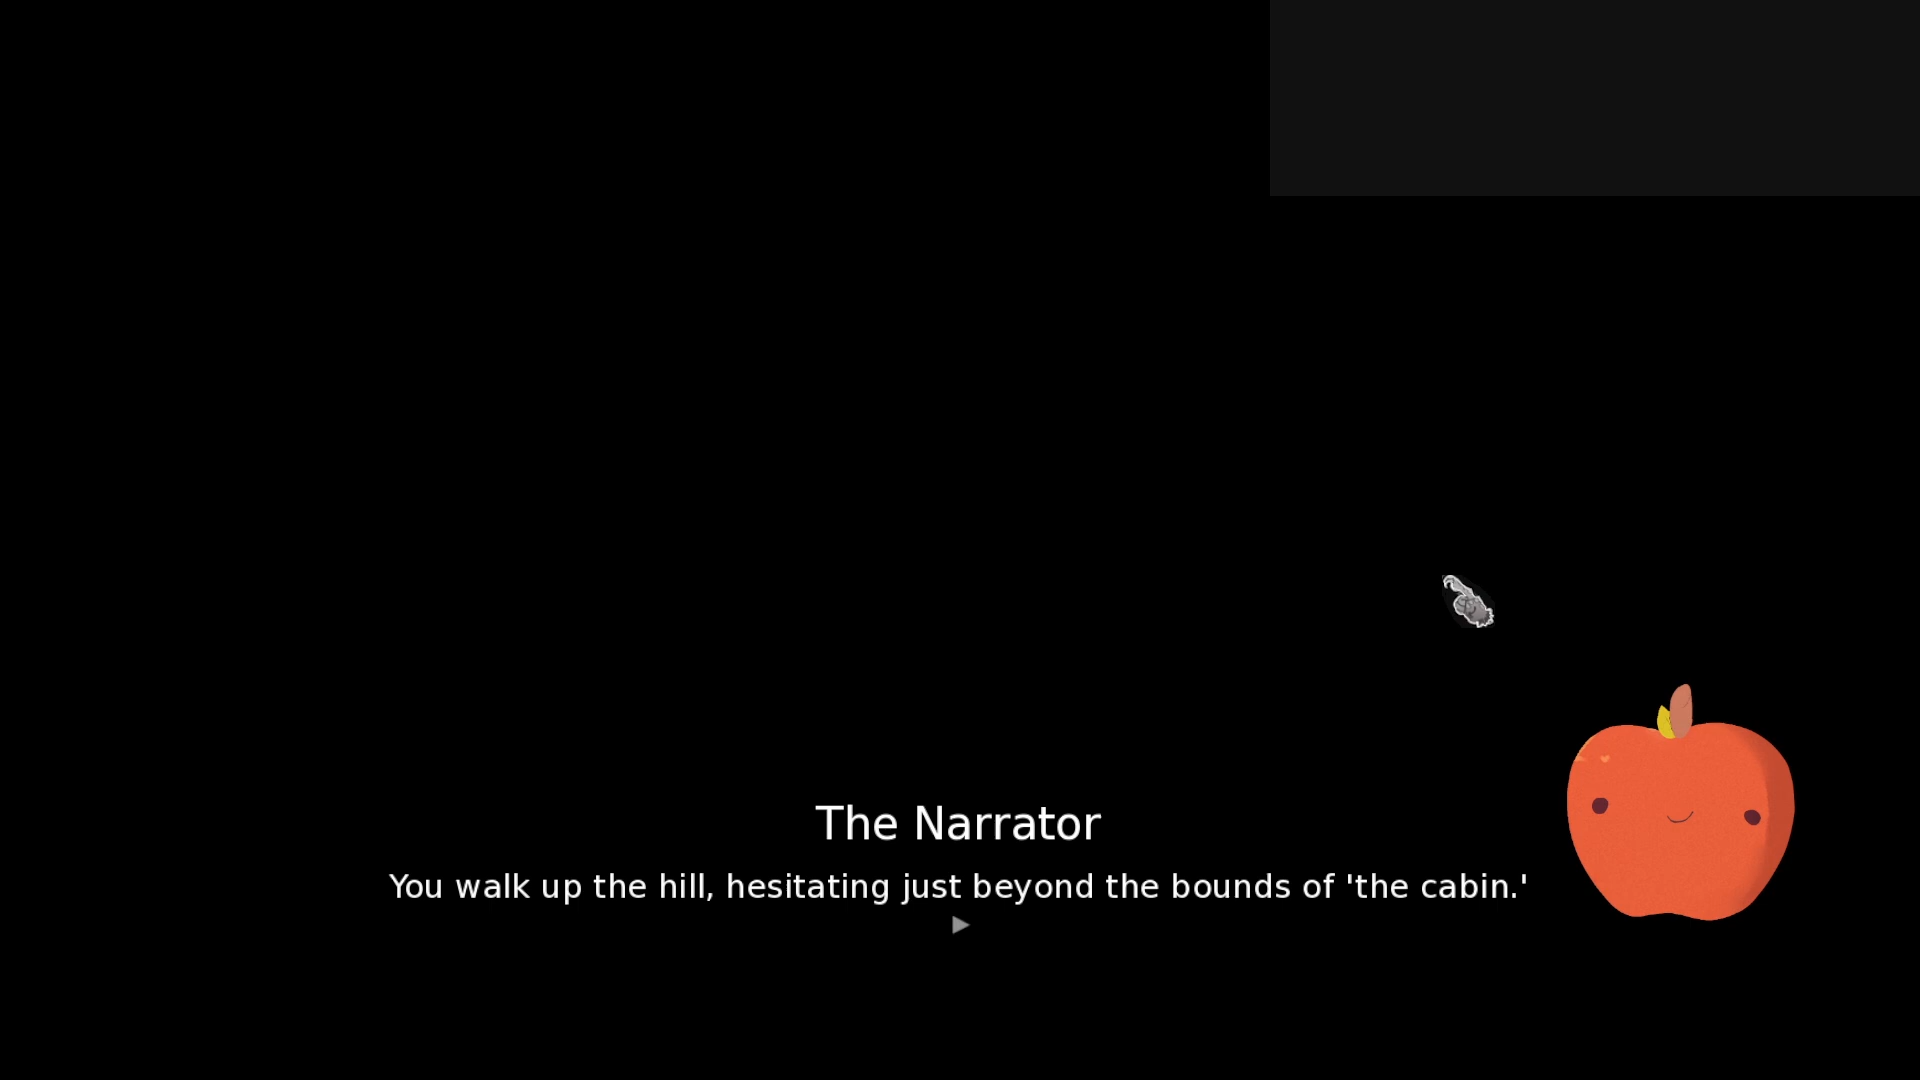 The Narrator
You walk up the hill, hesitating just beyond the bounds of 'the cabin.'